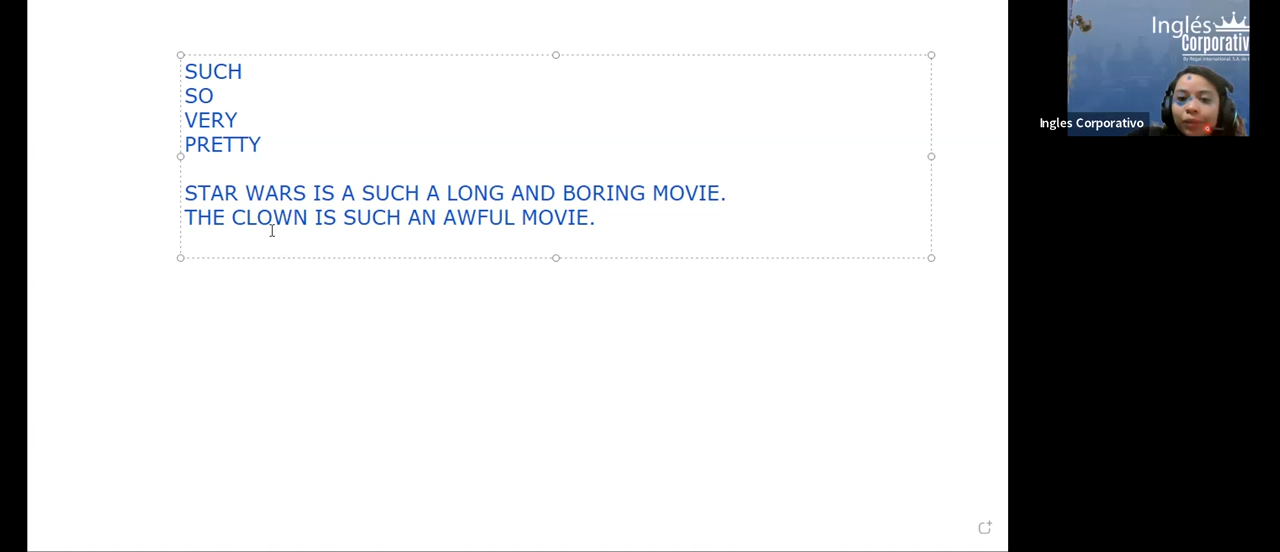 SUCH
SO
VERY
PRETTY
STAR WARS IS A SUCH A LONG AND BORING MOVIE.
THE CLOWN IS SUCH AN AWFUL MOVIE.
Inglés
Corporativ
Ingles Corporativo